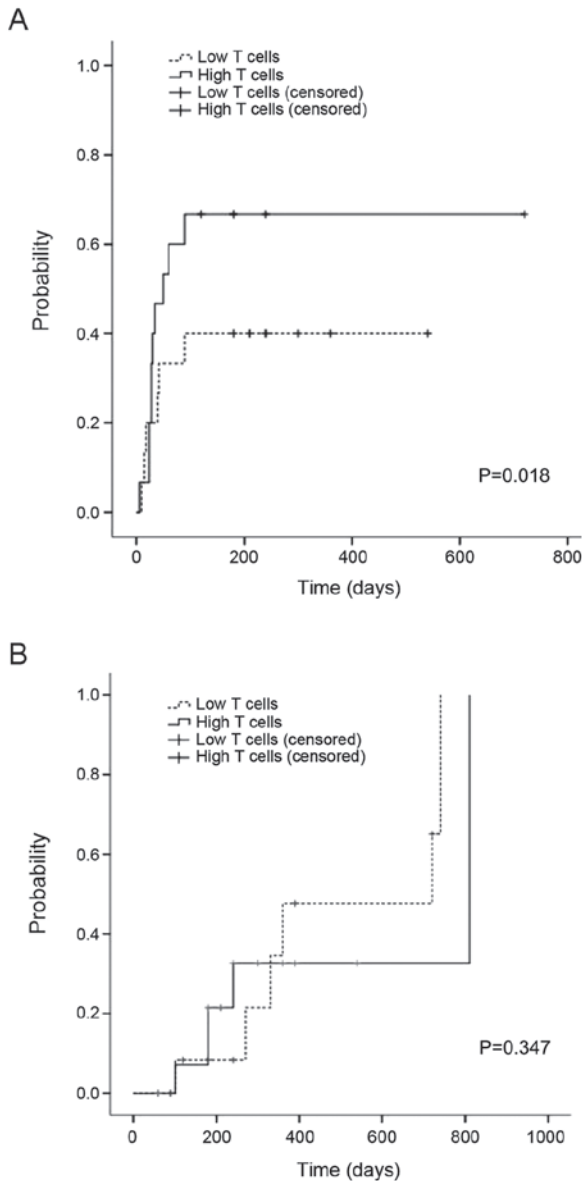 A
Low T cells
High T cells
Low T cells (censored)
High T cells (censored)
1.0
0.8
0.6
0.4
0.2
0.0
Probability
P=0.018
0 200 400 600 800
Time (days)
B
Low T cells
High T cells
Low T cells (censored)
High T cells (censored)
1.0
0.8
0.6
0.4
0.2
0.0
Probability
P=0.347
0 200 400 600 800 1000
Time (days)